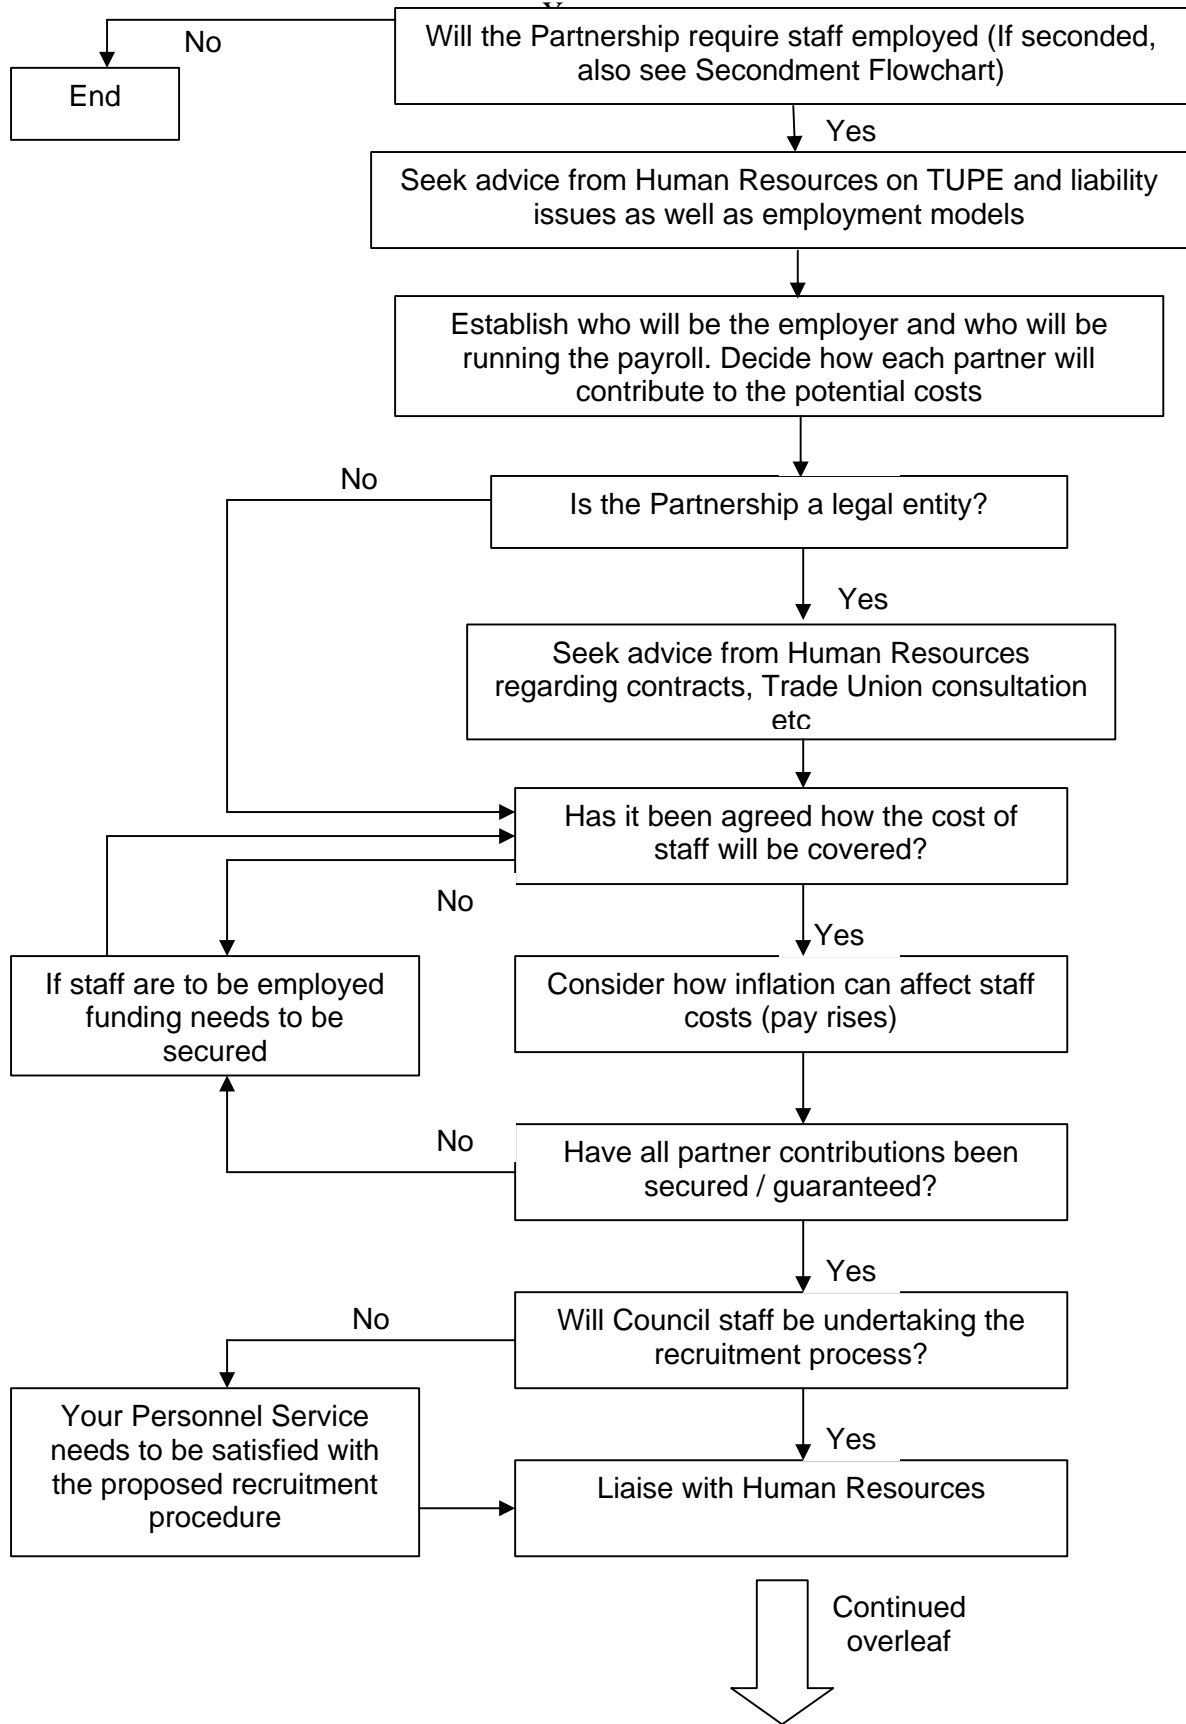 No
Will the Partnership require staff employed (If seconded,
also see Secondment Flowchart)
End
Yes
Seek advice from Human Resources on TUPE and liability
issues as well as employment models
Establish who will be the employer and who will be
running the payroll. Decide how each partner will
contribute to the potential costs
No
Is the Partnership a legal entity?
Yes
Seek advice from Human Resources
regarding contracts, Trade Union consultation
etc
Has it been agreed how the cost of
staff will be covered?
No
Yes
If staff are to be employed
funding needs to be
secured
Consider how inflation can affect staff
costs (pay rises)
No
Have all partner contributions been
secured / guaranteed?
Yes
No
Will Council staff be undertaking the
recruitment process?
Your Personnel Service
needs to be satisfied with
the proposed recruitment
procedure
Yes
Liaise with Human Resources
Continued
overleaf